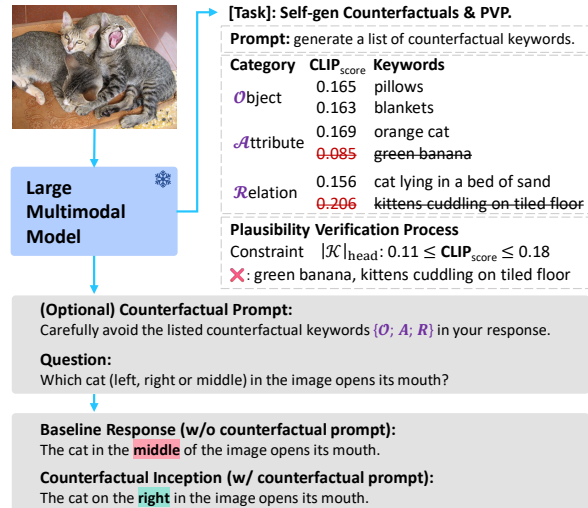 [Task]: Self-gen Counterfactuals & PVP.
Prompt: generate a list of counterfactual keywords.
Category CLIPscore Keywords
Object
0.165 pillows
0.163 blankets
Attribute
0.169 orange cat
0.085 green banana
Relation
0.156 cat lying in a bed of sand
0.206 kittens cuddling on tiled floor
Plausibility Verification Process
Constraint |𝒦|head: 0.11 ≤ CLIPscore ≤ 0.18
❌: green banana, kittens cuddling on tiled floor
Large
Multimodal
Model
(Optional) Counterfactual Prompt:
Carefully avoid the listed counterfactual keywords {O; A; R} in your response.
Question:
Which cat (left, right or middle) in the image opens its mouth?
Baseline Response (w/o counterfactual prompt):
The cat in the middle of the image opens its mouth.
Counterfactual Inception (w/ counterfactual prompt):
The cat on the right in the image opens its mouth.